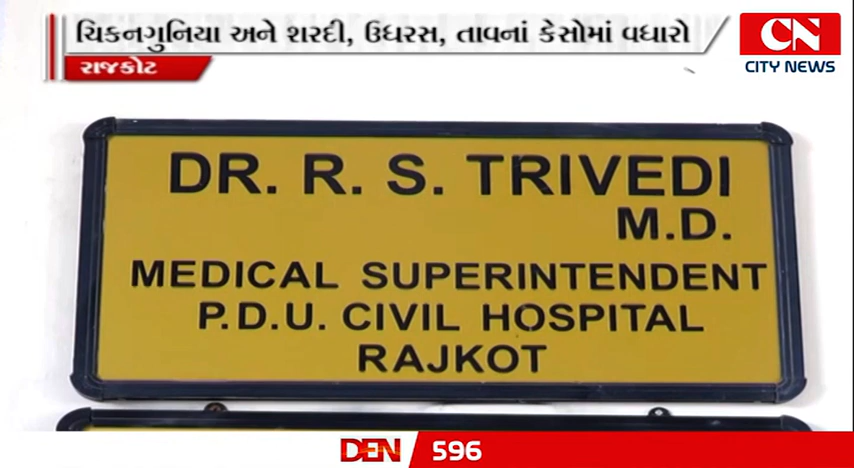 ચિકનગુનિયા અને શરદી, ઉધરસ, તાવનાં કેસોમાં વધારો
રાજકોટ
CN
CITY NEWS
DR. R. S. TRIVEDI
M.D.
MEDICAL SUPERINTENDENT
P.D.U. CIVIL HOSPITAL
RAJKOT
DEN 596